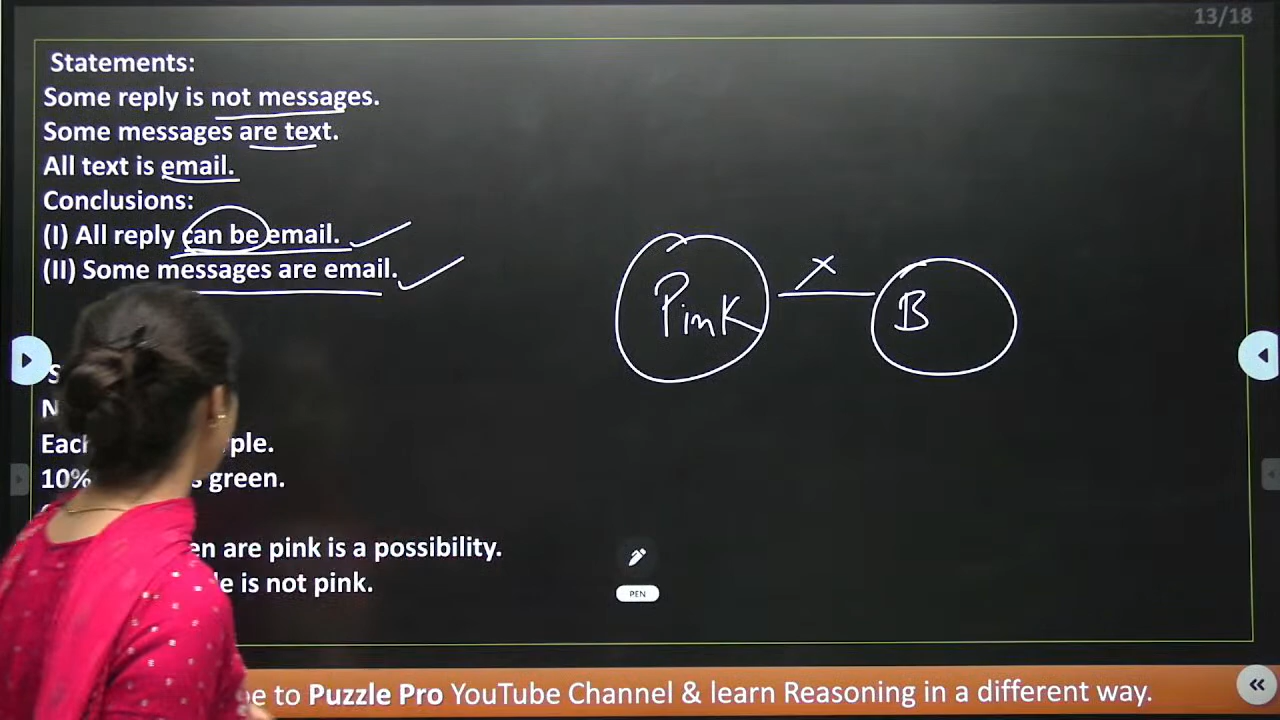 13/18
Statements:
Some reply is not messages.
Some messages are text.
All text is email.
Conclusions:
(I) All reply can be email.
(II) Some messages are email.
Pink
B
10%
green.
are pink is a possibility.
is not pink.
PEN
to Puzzle Pro YouTube Channel & learn Reasoning in a different way.